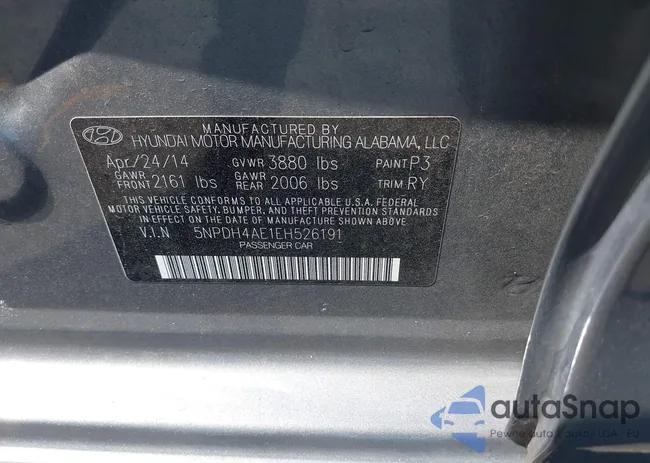 MANUFACTURED BY
HYUNDAI MOTOR MANUFACTURING ALABAMA, LLC
Apr/24/14 GVWR 3880 lbs PAINT P3
GAWR FRONT 2161 lbs GAWR REAR 2006 lbs TRIM RY
THIS VEHICLE CONFORMS TO ALL APPLICABLE U.S.A. FEDERAL
MOTOR VEHICLE SAFETY, BUMPER, AND THEFT PREVENTION STANDARDS
IN EFFECT ON THE DATE OF MANUFACTURE SHOWN ABOVE
V.I.N 5NPDH4AE1EH526191
PASSENGER CAR
autoSnap